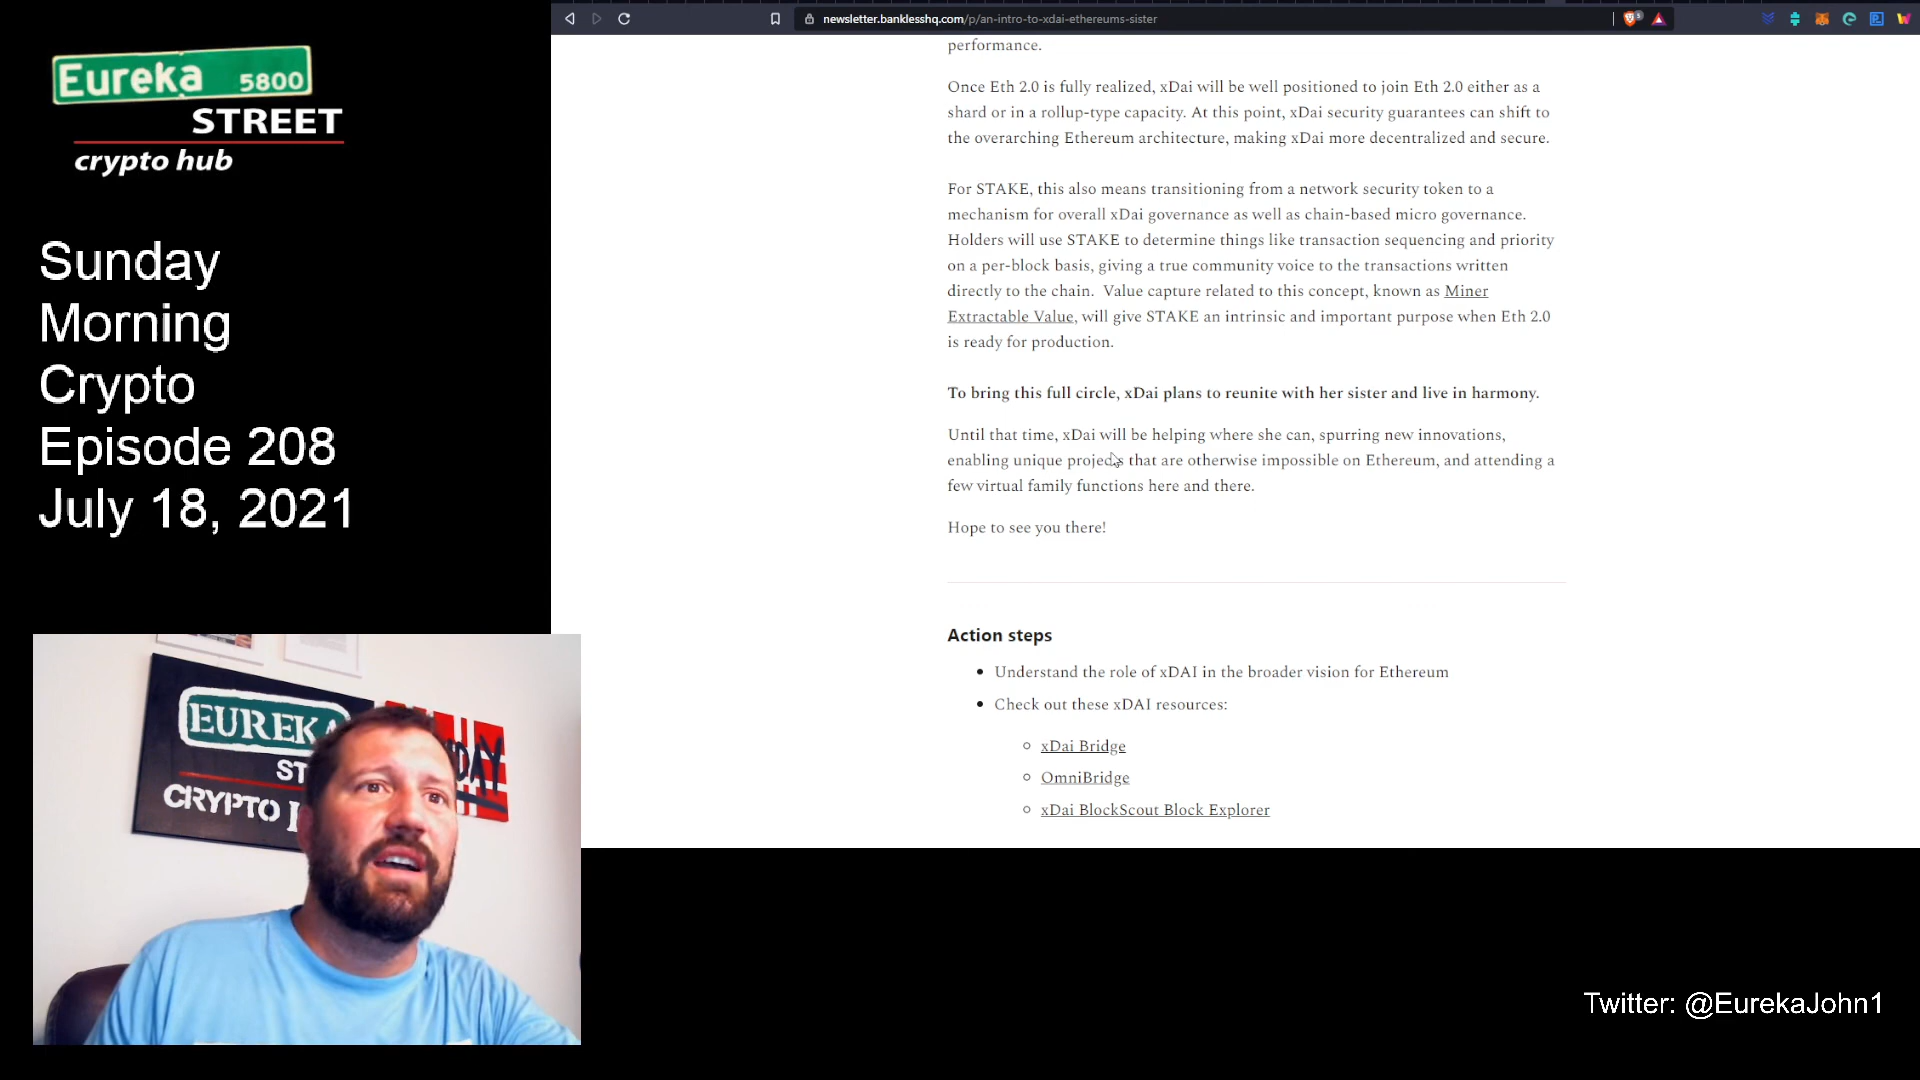 Eureka 5800
STREET
crypto hub
Sunday
Morning
Crypto
Episode 208
July 18, 2021
newsletter.banklesshq.com/p/an-intro-to-xdai-ethereums-sister
performance.
Once Eth 2.0 is fully realized, xDai will be well positioned to join Eth 2.0 either as a
shard or in a rollup-type capacity. At this point, xDai security guarantees can shift to
the overarching Ethereum architecture, making xDai more decentralized and secure.
For STAKE, this also means transitioning from a network security token to a
mechanism for overall xDai governance as well as chain-based micro governance.
Holders will use STAKE to determine things like transaction sequencing and priority
on a per-block basis, giving a true community voice to the transactions written
directly to the chain. Value capture related to this concept, known as Miner
Extractable Value, will give STAKE an intrinsic and important purpose when Eth 2.0
is ready for production.
To bring this full circle, xDai plans to reunite with her sister and live in harmony.
Until that time, xDai will be helping where she can, spurring new innovations,
enabling unique projects that are otherwise impossible on Ethereum, and attending a
few virtual family functions here and there.
Hope to see you there!
Action steps
Understand the role of xDAI in the broader vision for Ethereum
Check out these xDAI resources:
xDai Bridge
OmniBridge
xDai BlockScout Block Explorer
EUREKA
ST
CRYPTO
Twitter: @EurekaJohn1